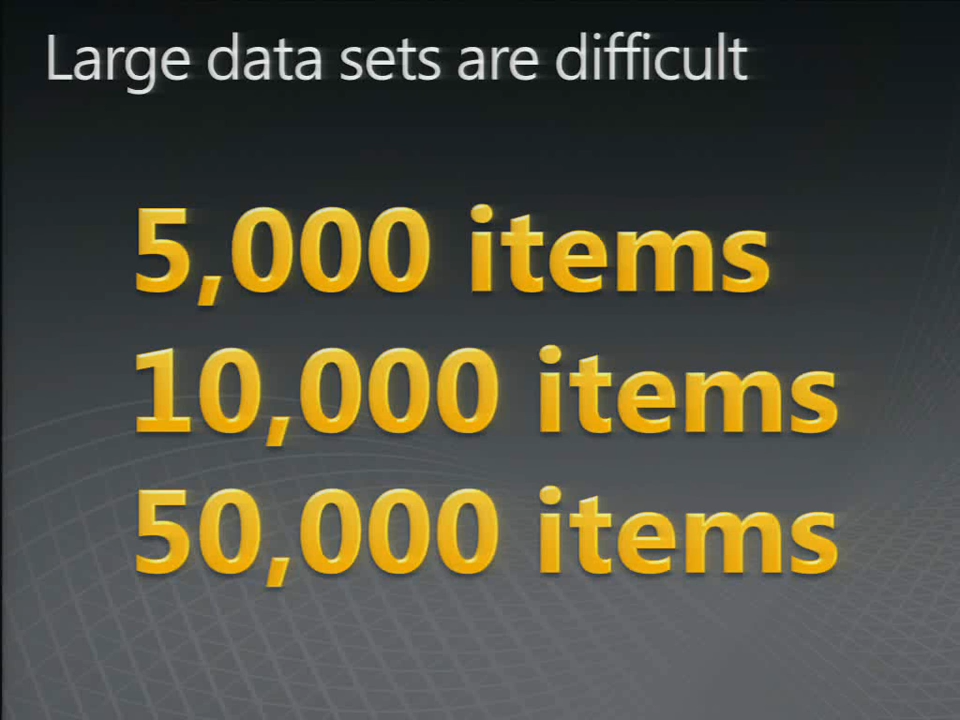 Large data sets are difficult
5,000 items
10,000 items
50,000 items